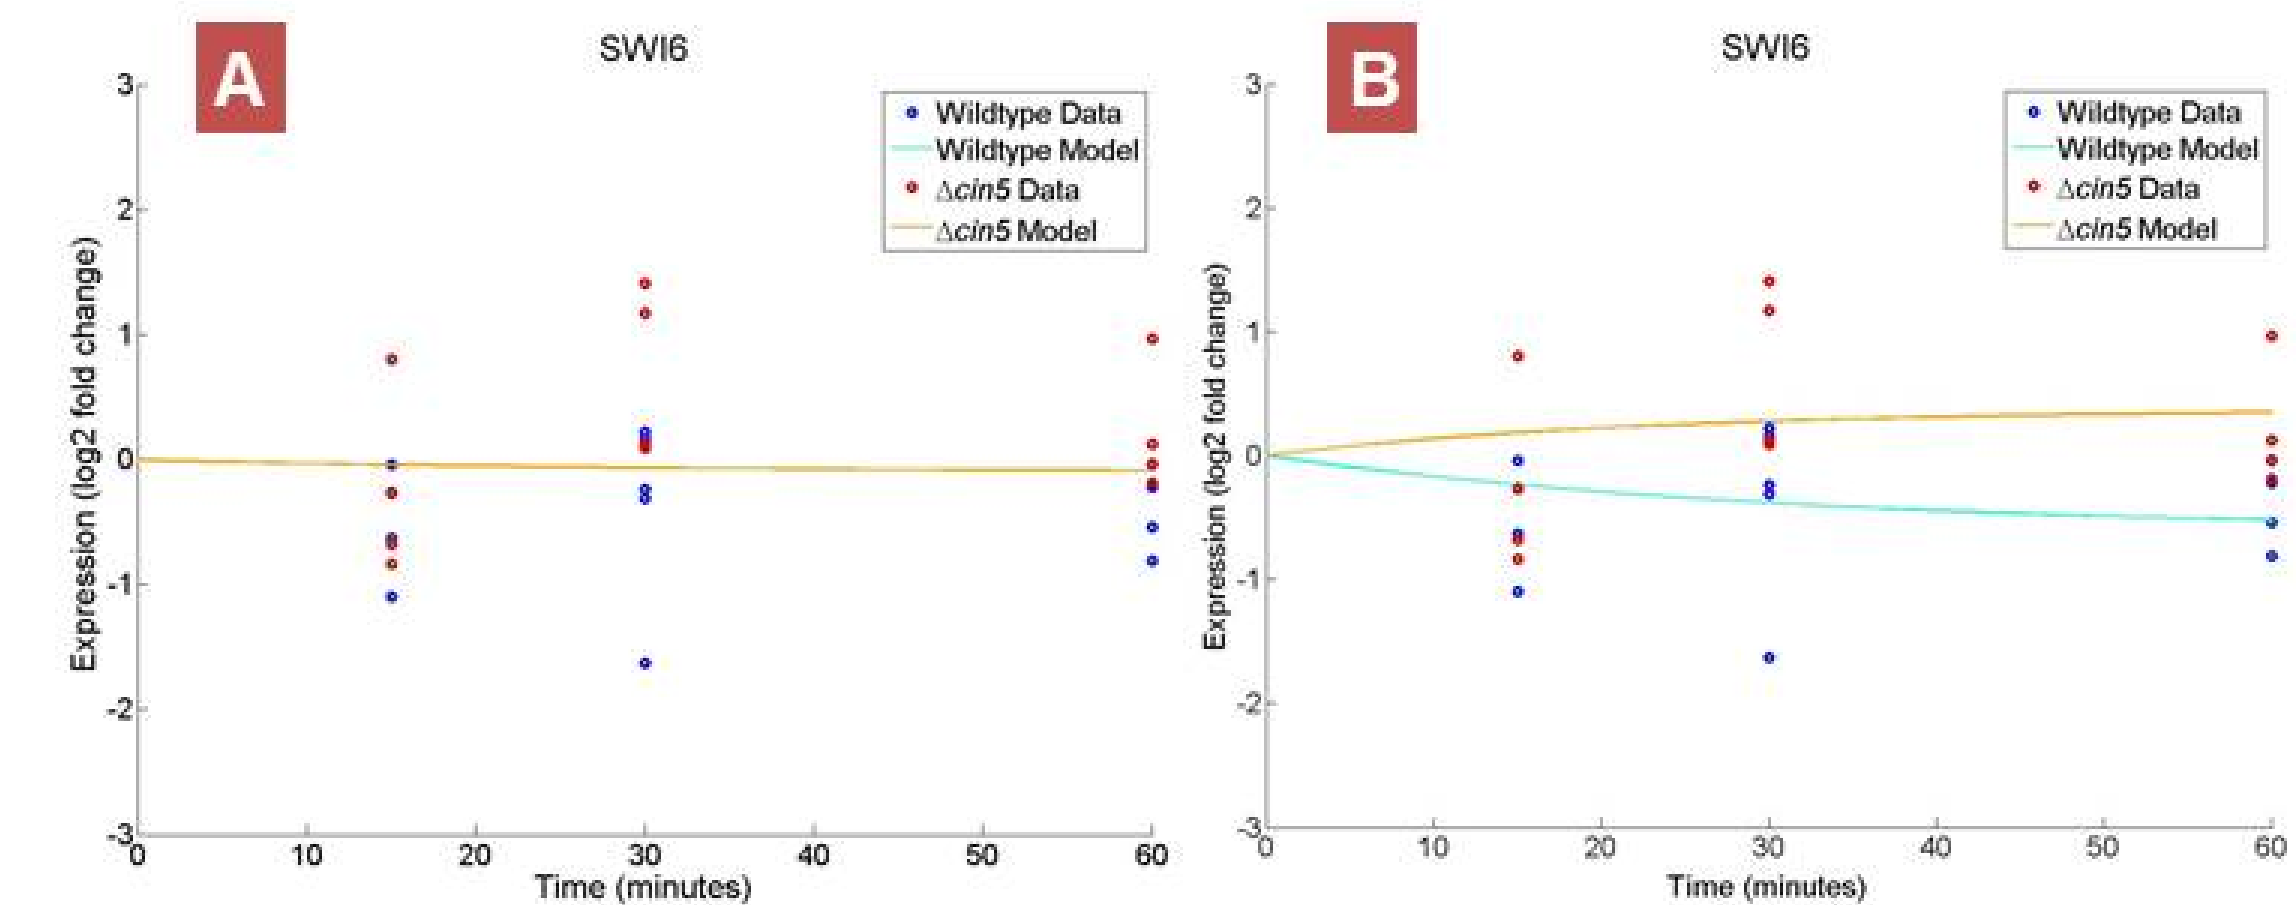 A
SWI6
3
2
1
0
-1
-2
-3
Expression (log2 fold change)
Wildtype Data
Wildtype Model
Δcin5 Data
Δcin5 Model
0 10 20 30 40 50 60
Time (minutes)
B
SWI6
3
2
1
0
-1
-2
-3
Expression (log2 fold change)
Wildtype Data
Wildtype Model
Δcin5 Data
Δcin5 Model
0 10 20 30 40 50 60
Time (minutes)